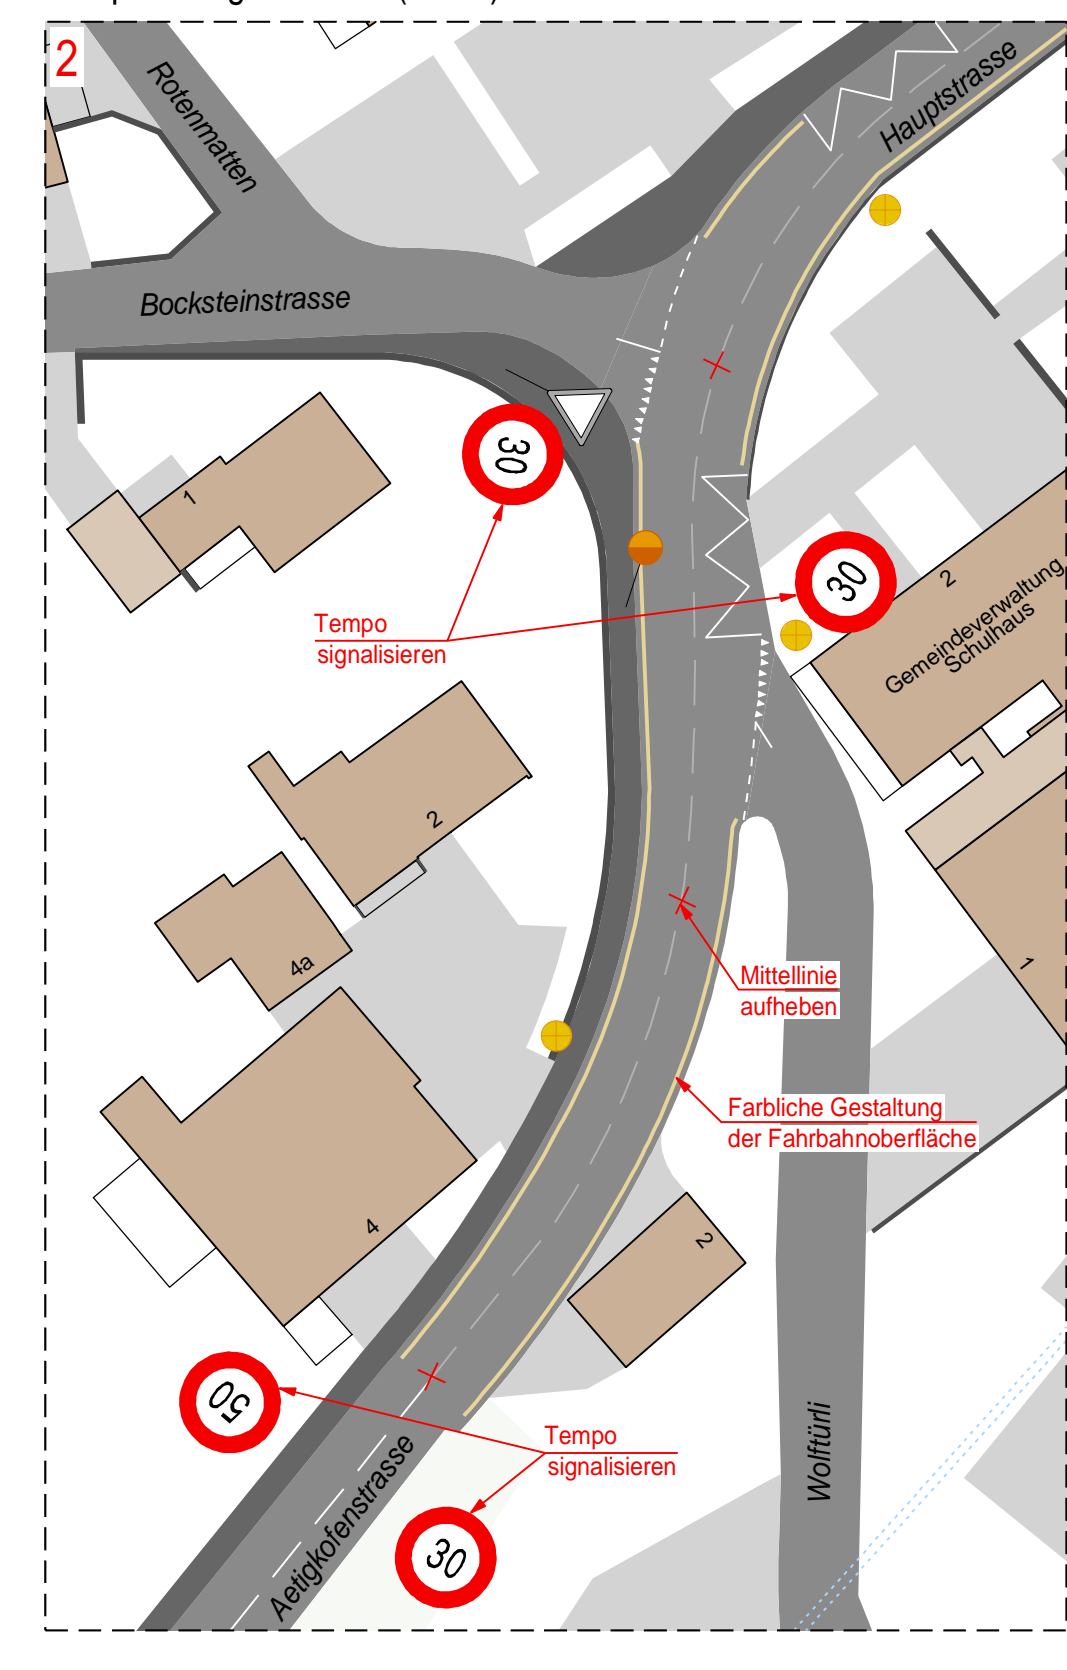 2
Rotenmatten
Hauptstrasse
Bocksteinstrasse
30
1
30
2
Gemeindeverwaltung
Schulhaus
Tempo
signalisieren
2
4a
1
Mittellinie
aufheben
Farbliche Gestaltung
der Fahrbahnoberfläche
4
2
50
Tempo
signalisieren
Wolftürli
Aetigkofenstrasse
30